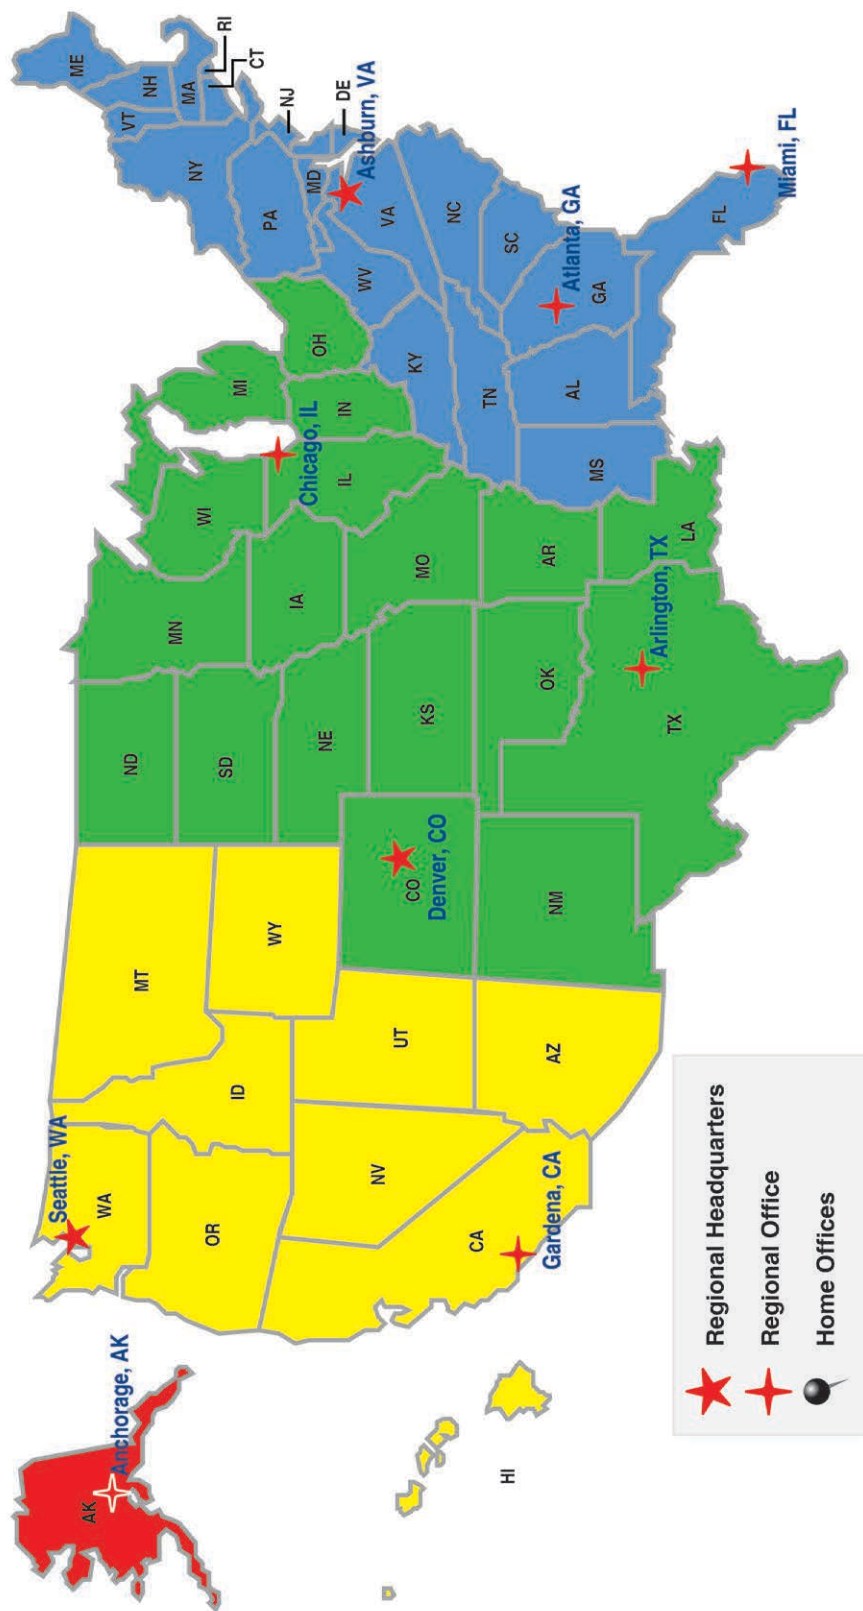 ME
VT
NH
RI
MA
CT
NY
NJ
PA
DE
MD
Ashburn, VA
VA
WV
NC
SC
Atlanta, GA
GA
FL
Miami, FL
KY
TN
AL
MS
OH
MI
IN
Chicago, IL
IL
WI
MN
IA
MO
AR
LA
Arlington, TX
TX
OK
KS
NE
SD
ND
CO
Denver, CO
NM
MT
WY
ID
UT
AZ
NV
Seattle, WA
WA
OR
CA
Gardena, CA
Anchorage, AK
AK
HI
Regional Headquarters
Regional Office
Home Offices